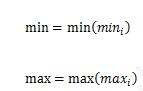 min = min(minᵢ)
max = max(maxᵢ)